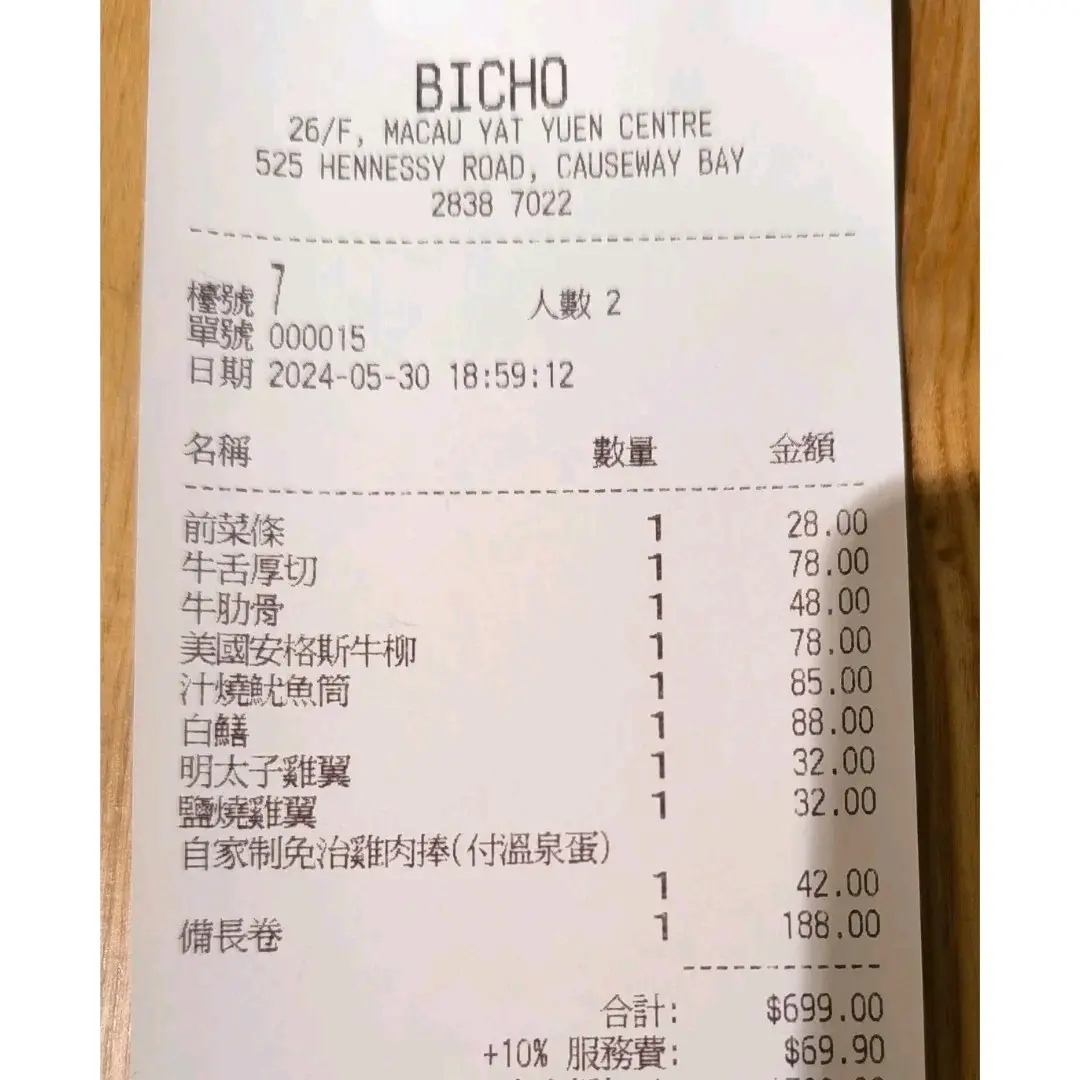 BICHO
26/F, MACAU YAT YUEN CENTRE
525 HENNESSY ROAD, CAUSEWAY BAY
2838 7022
檯號 7 人數 2
單號 000015
日期 2024-05-30 18:59:12
名稱 數量 金額
前菜條 1 28.00
牛舌厚切 1 78.00
牛肋骨 1 48.00
美國安格斯牛柳 1 78.00
汁燒魷魚筒 1 85.00
白鱔 1 88.00
明太子雞翼 1 32.00
鹽燒雞翼 1 32.00
自家制免治雞肉捧(付溫泉蛋)
1 42.00
備長卷 1 188.00
合計: $699.00
+10% 服務費: $69.90